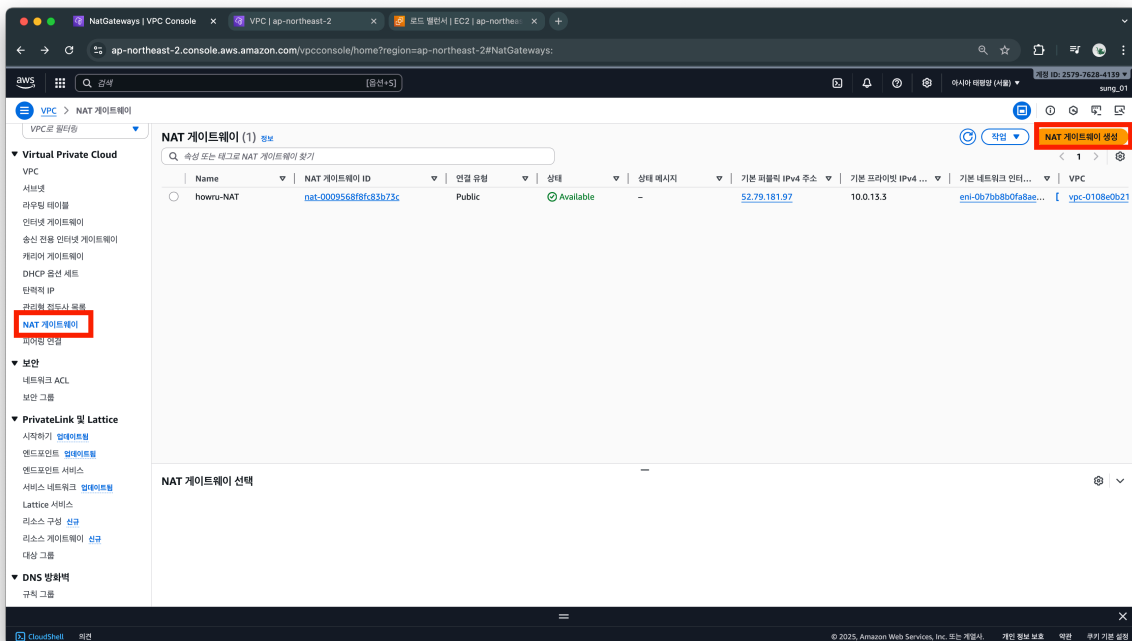 NatGateways | VPC Console
VPC | ap-northeast-2
로드 밸런서 | EC2 | ap-northea
ap-northeast-2.console.aws.amazon.com/vpcconsole/home?region=ap-northeast-2#NatGateways:
aws
검색
[옵션+S]
아시아 태평양 (서울)
계정 ID: 2579-7628-4139
sung_01
VPC > NAT 게이트웨이
VPC로 필터링
Virtual Private Cloud
VPC
서브넷
라우팅 테이블
인터넷 게이트웨이
송신 전용 인터넷 게이트웨이
캐리어 게이트웨이
DHCP 옵션 세트
탄력적 IP
관리형 접두사 목록
NAT 게이트웨이
피어링 연결
보안
네트워크 ACL
보안 그룹
PrivateLink 및 Lattice
시작하기 업데이트됨
엔드포인트 업데이트됨
엔드포인트 서비스
서비스 네트워크 업데이트됨
Lattice 서비스
리소스 구성 신규
리소스 게이트웨이 신규
대상 그룹
DNS 방화벽
규칙 그룹
NAT 게이트웨이 (1) 정보
작업
NAT 게이트웨이 생성
속성 또는 태그로 NAT 게이트웨이 찾기
1
Name NAT 게이트웨이 ID 연결 유형 상태 상태 메시지 기본 퍼블릭 IPv4 주소 기본 프라이빗 IPv4 ... 기본 네트워크 인터... VPC
howru-NAT nat-0009568f8fc83b73c Public Available – 52.79.181.97 10.0.13.3 eni-0b7bb8b0fa8ae... vpc-0108e0b21
NAT 게이트웨이 선택
CloudShell 의견
© 2025, Amazon Web Services, Inc. 또는 계열사. 개인 정보 보호 약관 쿠키 기본 설정